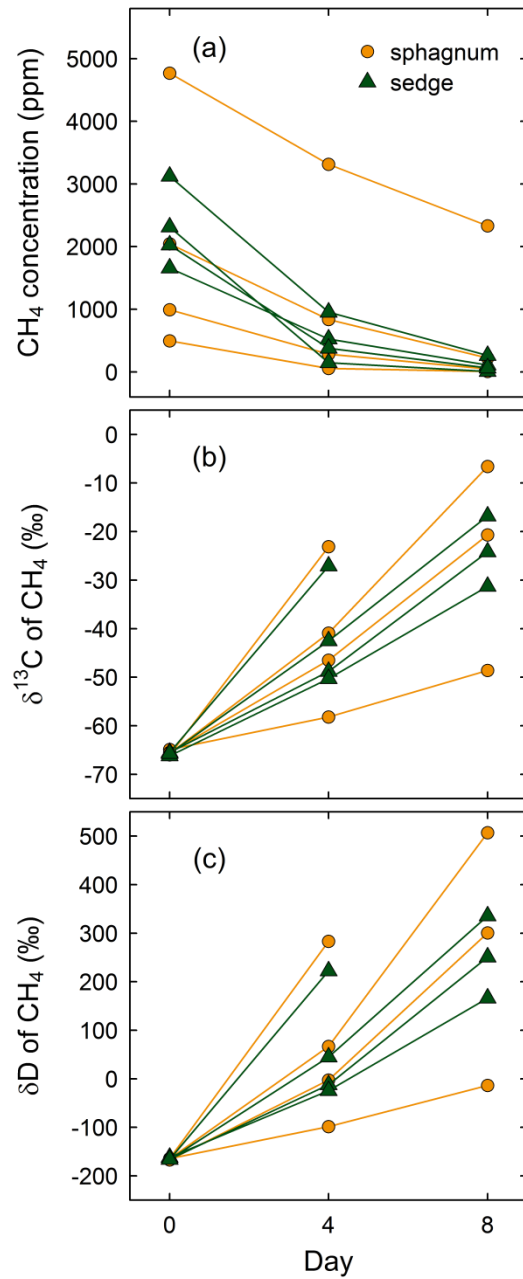 (a)
sphagnum
sedge
CH₄ concentration (ppm)
5000
4000
3000
2000
1000
0
(b)
δ¹³C of CH₄ (‰)
0
-10
-20
-30
-40
-50
-60
-70
(c)
δD of CH₄ (‰)
500
400
300
200
100
0
-100
-200
0 4 8
Day